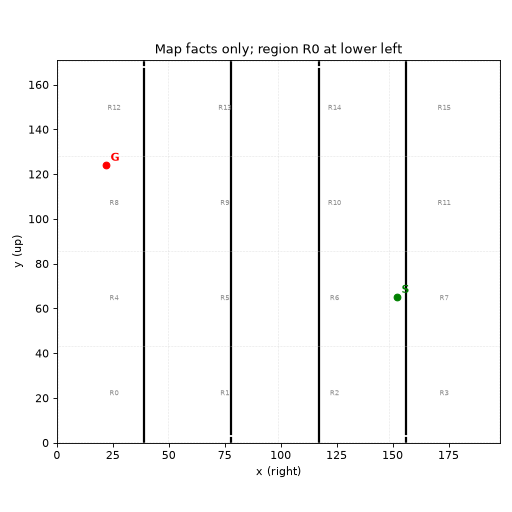 Map facts only; region R0 at lower left
160
140
120
100
80
60
40
20
0
y (up)
R12
R13
R14
R15
G
R8
R9
R10
R11
S
R4
R5
R6
R7
R0
R1
R2
R3
0
25
50
75
100
125
150
175
x (right)